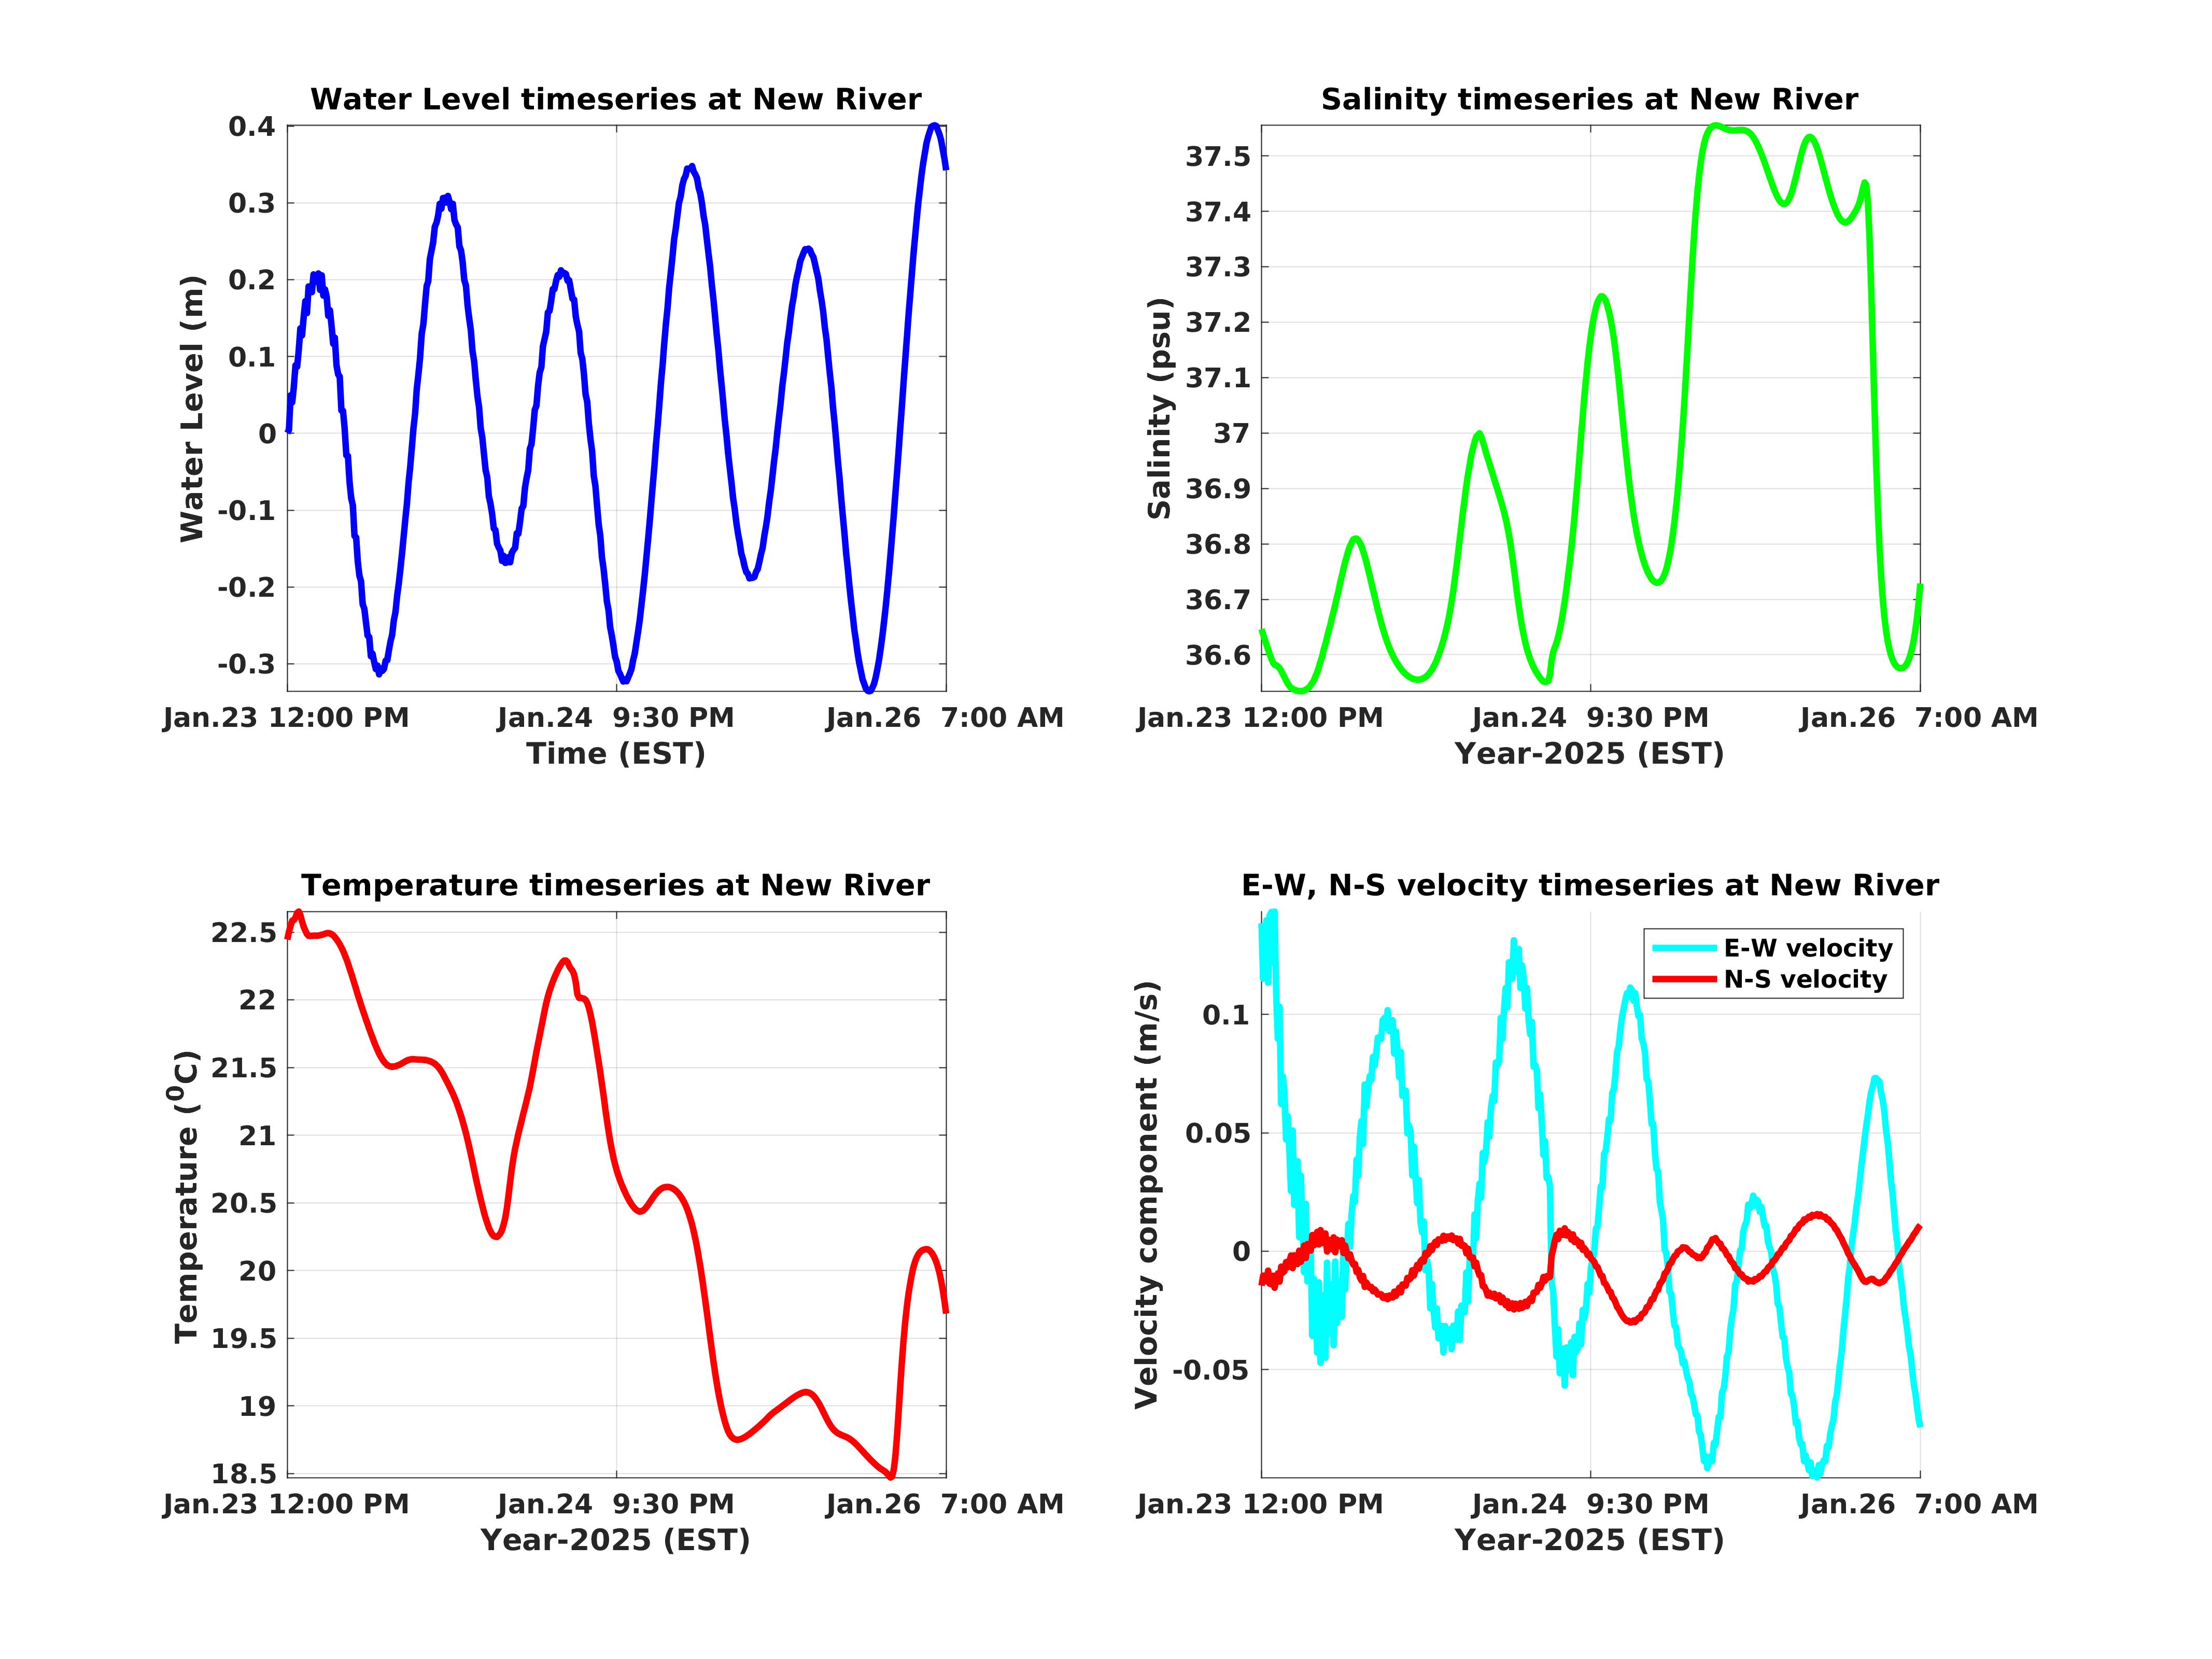 Water Level timeseries at New River
Water Level (m)
0.4
0.3
0.2
0.1
0
-0.1
-0.2
-0.3
Jan.23 12:00 PM Jan.24 9:30 PM Jan.26 7:00 AM
Time (EST)
Salinity timeseries at New River
Salinity (psu)
37.5
37.4
37.3
37.2
37.1
37
36.9
36.8
36.7
36.6
Jan.23 12:00 PM Jan.24 9:30 PM Jan.26 7:00 AM
Year-2025 (EST)
Temperature timeseries at New River
Temperature (⁰C)
22.5
22
21.5
21
20.5
20
19.5
19
18.5
Jan.23 12:00 PM Jan.24 9:30 PM Jan.26 7:00 AM
Year-2025 (EST)
E-W, N-S velocity timeseries at New River
Velocity component (m/s)
0.1
0.05
0
-0.05
E-W velocity
N-S velocity
Jan.23 12:00 PM Jan.24 9:30 PM Jan.26 7:00 AM
Year-2025 (EST)